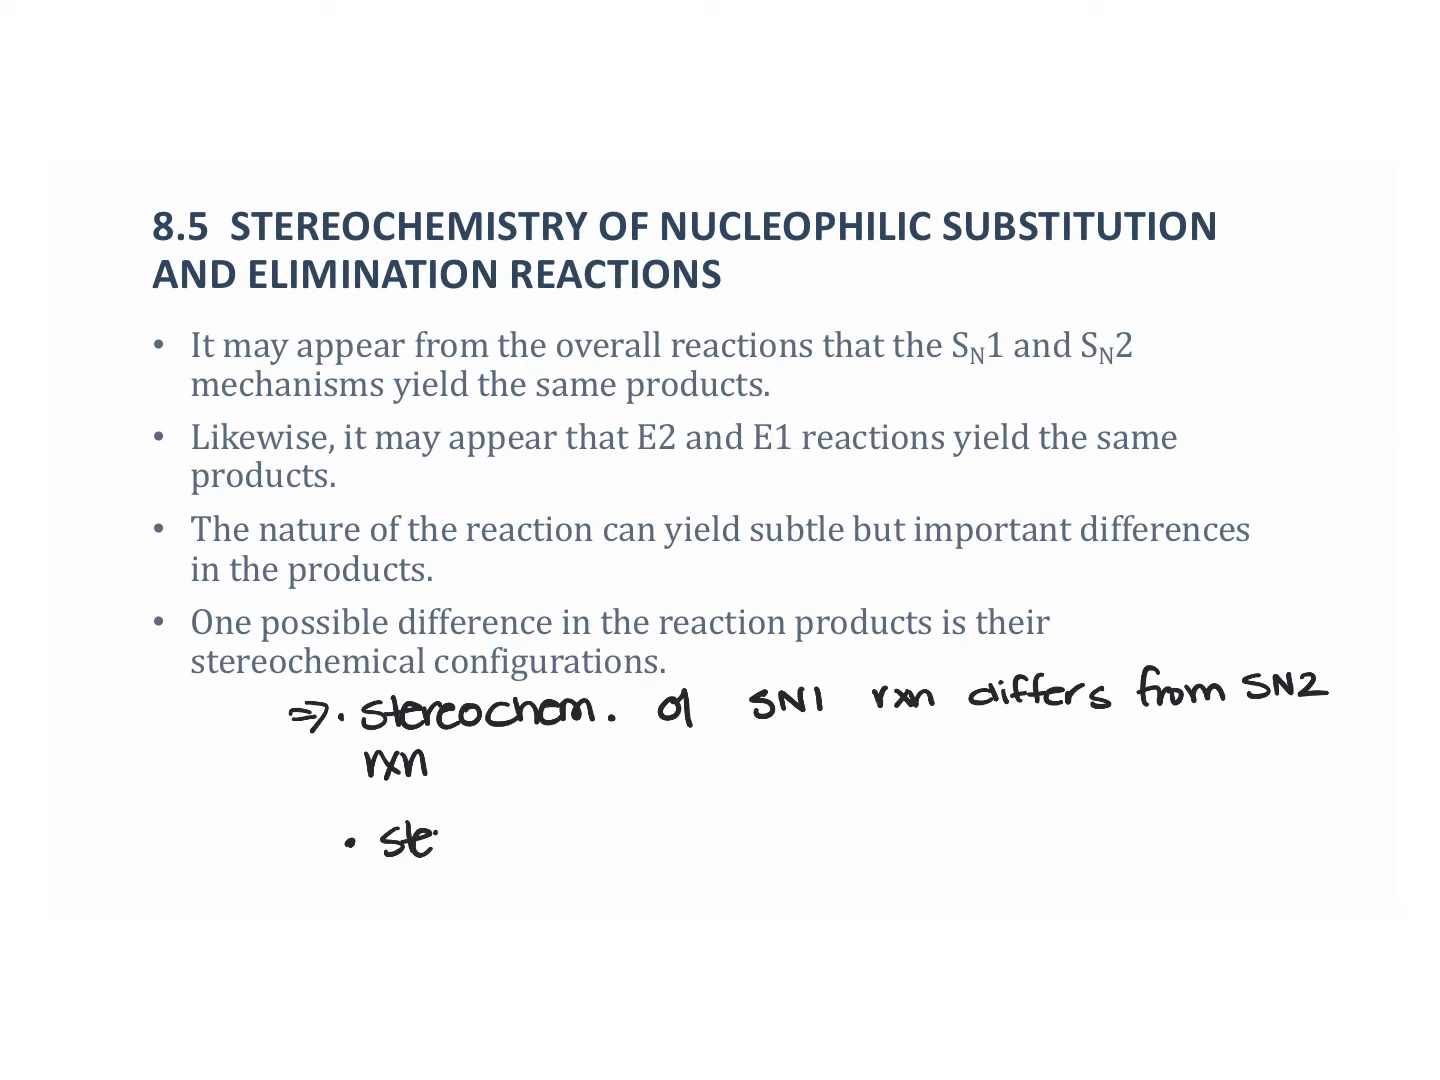 8.5 STEREOCHEMISTRY OF NUCLEOPHILIC SUBSTITUTION
AND ELIMINATION REACTIONS
• It may appear from the overall reactions that the SN1 and SN2
mechanisms yield the same products.
• Likewise, it may appear that E2 and E1 reactions yield the same
products.
• The nature of the reaction can yield subtle but important differences
in the products.
• One possible difference in the reaction products is their
stereochemical configurations.
⇒ • stereochem. of SN1 rxn differs from SN2
rxn
• ste